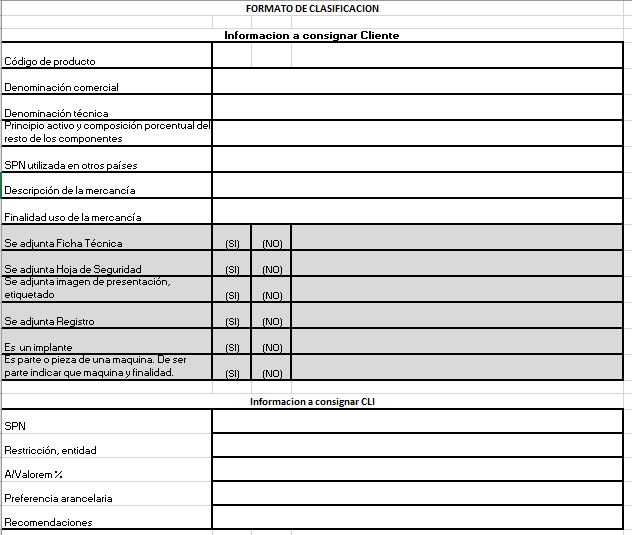 FORMATO DE CLASIFICACION
Informacion a consignar Cliente
Código de producto
Denominación comercial
Denominación técnica
Principio activo y composición porcentual del
resto de los componentes
SPN utilizada en otros países
Descripción de la mercancía
Finalidad uso de la mercancía
Se adjunta Ficha Técnica (SI) (NO)
Se adjunta Hoja de Seguridad (SI) (NO)
Se adjunta imagen de presentación,
etiquetado (SI) (NO)
Se adjunta Registro (SI) (NO)
Es un implante (SI) (NO)
Es parte o pieza de una maquina. De ser
parte indicar que maquina y finalidad. (SI) (NO)
Informacion a consignar CLI
SPN
Restricción, entidad
A/Valorem %
Preferencia arancelaria
Recomendaciones